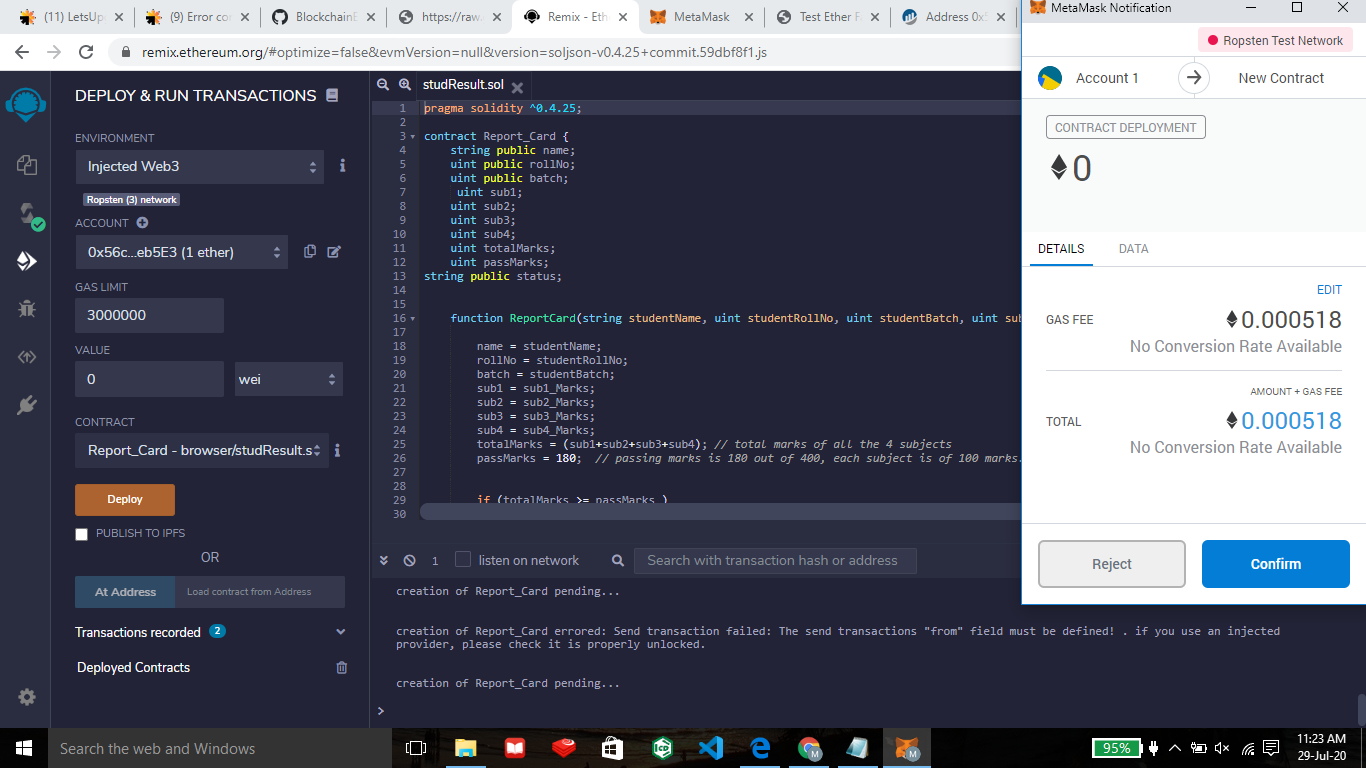 (11) LetsUp
(9) Error co
BlockchainE
https://raw.
Remix - Eth
MetaMask
Test Ether F
Address 0x5
remix.ethereum.org/#optimize=false&evmVersion=null&version=soljson-v0.4.25+commit.59dbf8f1.js
DEPLOY & RUN TRANSACTIONS
ENVIRONMENT
Injected Web3
Ropsten (3) network
ACCOUNT
0x56c...eb5E3 (1 ether)
GAS LIMIT
3000000
VALUE
0
wei
CONTRACT
Report_Card - browser/studResult.s
Deploy
PUBLISH TO IPFS
OR
At Address
Load contract from Address
Transactions recorded 2
Deployed Contracts
studResult.sol
1 pragma solidity ^0.4.25;
2
3 contract Report_Card {
4 string public name;
5 uint public rollNo;
6 uint public batch;
7 uint sub1;
8 uint sub2;
9 uint sub3;
10 uint sub4;
11 uint totalMarks;
12 uint passMarks;
13 string public status;
14
15
16 function ReportCard(string studentName, uint studentRollNo, uint studentBatch, uint sub
17
18 name = studentName;
19 rollNo = studentRollNo;
20 batch = studentBatch;
21 sub1 = sub1_Marks;
22 sub2 = sub2_Marks;
23 sub3 = sub3_Marks;
24 sub4 = sub4_Marks;
25 totalMarks = (sub1+sub2+sub3+sub4); // total marks of all the 4 subjects
26 passMarks = 180; // passing marks is 180 out of 400, each subject is of 100 marks.
27
28
29 if (totalMarks >= passMarks )
30
1
listen on network
Search with transaction hash or address
creation of Report_Card pending...
creation of Report_Card errored: Send transaction failed: The send transactions "from" field must be defined! . if you use an injected
provider, please check it is properly unlocked.
creation of Report_Card pending...
>
MetaMask Notification
Ropsten Test Network
Account 1
New Contract
CONTRACT DEPLOYMENT
0
DETAILS
DATA
EDIT
GAS FEE
0.000518
No Conversion Rate Available
AMOUNT + GAS FEE
TOTAL
0.000518
No Conversion Rate Available
Reject
Confirm
Search the web and Windows
95%
11:23 AM
29-Jul-20